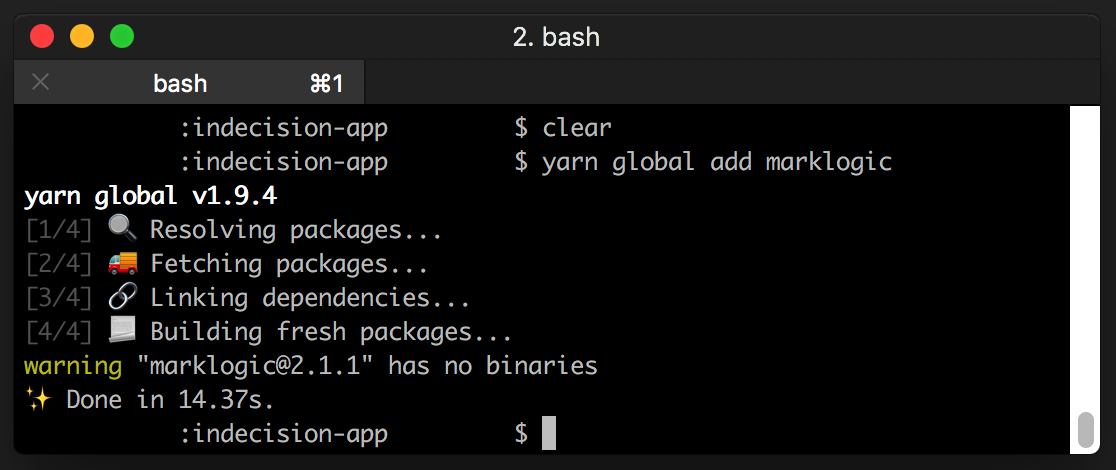 2. bash
bash ⌘1
:indecision-app $ clear
:indecision-app $ yarn global add marklogic
yarn global v1.9.4
[1/4] 🔍 Resolving packages...
[2/4] 🚚 Fetching packages...
[3/4] 🔗 Linking dependencies...
[4/4] 📃 Building fresh packages...
warning "marklogic@2.1.1" has no binaries
✨ Done in 14.37s.
:indecision-app $